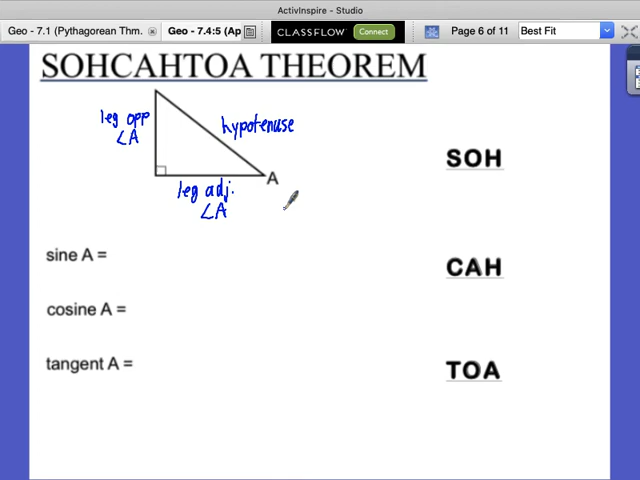 ActivInspire - Studio
Geo - 7.1 (Pythagorean Thm.
Geo - 7.4:5 (Ap
CLASSFLOW Connect
Page 6 of 11
Best Fit
SOHCAHTOA THEOREM
leg opp
∠A
hypotenuse
A
leg adj.
∠A
SOH
sine A =
CAH
cosine A =
tangent A =
TOA